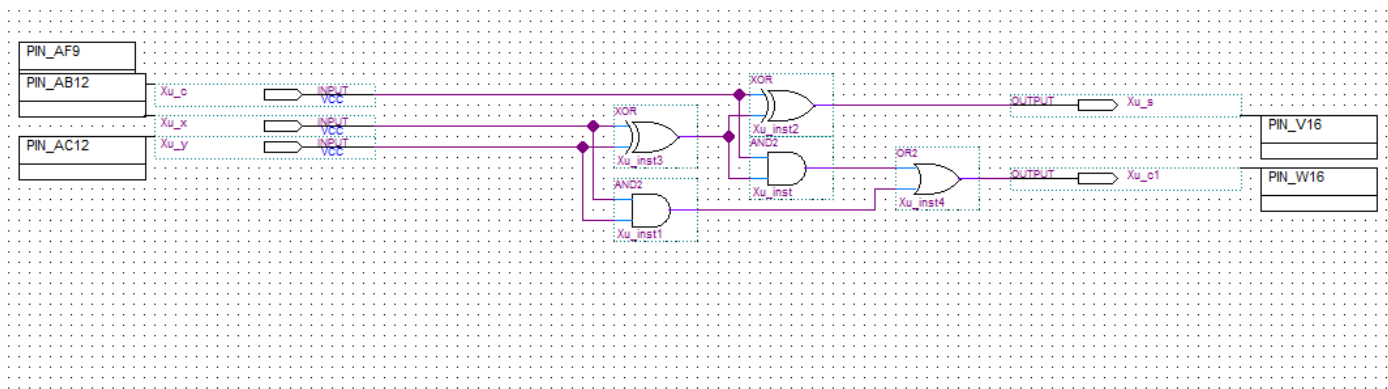 PIN_AF9
PIN_AB12
Xu_c
INPUT
VCC
Xu_x
INPUT
VCC
PIN_AC12
Xu_y
INPUT
VCC
XOR
Xu_inst3
AND2
Xu_inst1
XOR
Xu_inst2
AND2
Xu_inst
OR2
Xu_inst4
OUTPUT
Xu_s
PIN_V16
OUTPUT
Xu_c1
PIN_W16